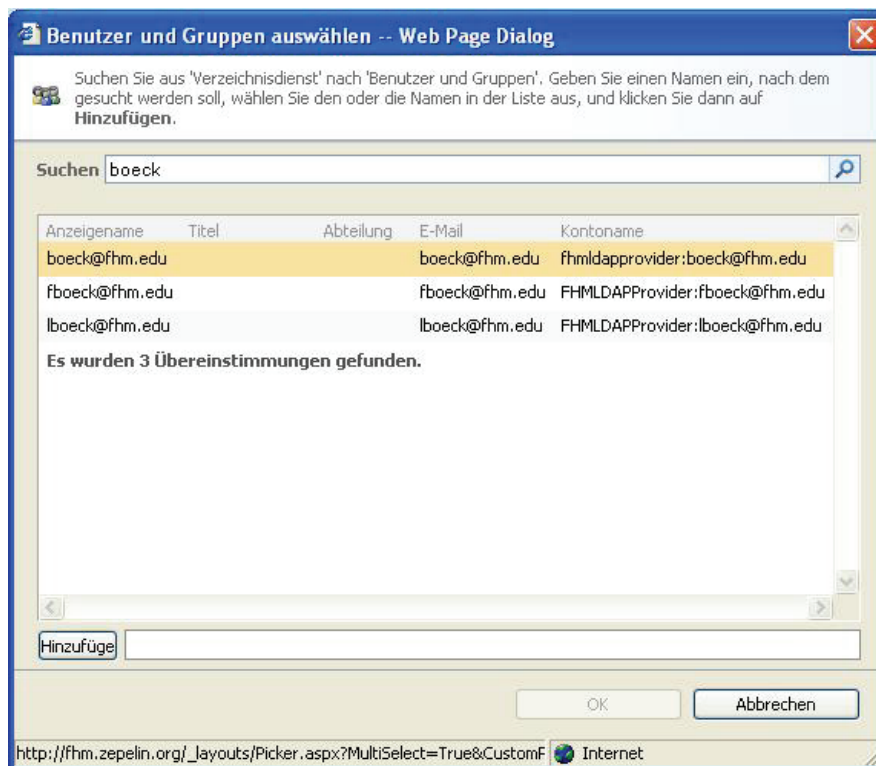 Benutzer und Gruppen auswählen -- Web Page Dialog
Suchen Sie aus 'Verzeichnisdienst' nach 'Benutzer und Gruppen'. Geben Sie einen Namen ein, nach dem
gesucht werden soll, wählen Sie den oder die Namen in der Liste aus, und klicken Sie dann auf
Hinzufügen.
Suchen boeck
Anzeigename Titel Abteilung E-Mail Kontoname
boeck@fhm.edu boeck@fhm.edu fhmldapprovider:boeck@fhm.edu
fboeck@fhm.edu fboeck@fhm.edu FHMLDAPProvider:fboeck@fhm.edu
lboeck@fhm.edu lboeck@fhm.edu FHMLDAPProvider:lboeck@fhm.edu
Es wurden 3 Übereinstimmungen gefunden.
Hinzufüge
OK Abbrechen
http://fhm.zepelin.org/_layouts/Picker.aspx?MultiSelect=True&CustomF Internet